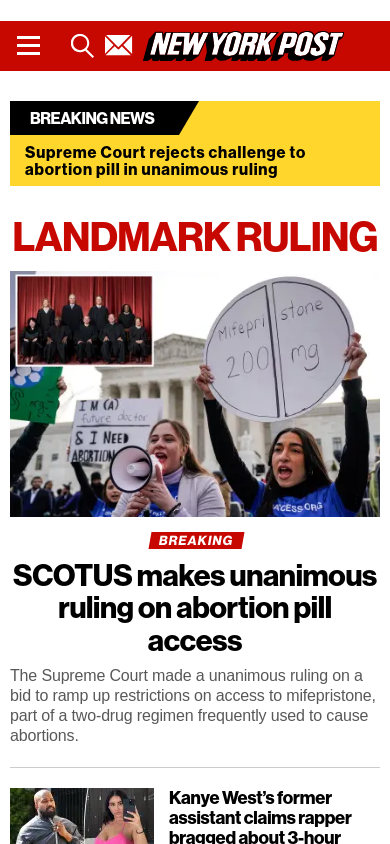 NEW YORK POST
BREAKING NEWS
Supreme Court rejects challenge to
abortion pill in unanimous ruling
LANDMARK RULING
Mifepristone
200 mg
I'M (A)
future doctor
& I NEED
ABORTION
ACCESS.ORG
BREAKING
SCOTUS makes unanimous
ruling on abortion pill
access
The Supreme Court made a unanimous ruling on a
bid to ramp up restrictions on access to mifepristone,
part of a two-drug regimen frequently used to cause
abortions.
Kanye West’s former
assistant claims rapper
bragged about 3-hour